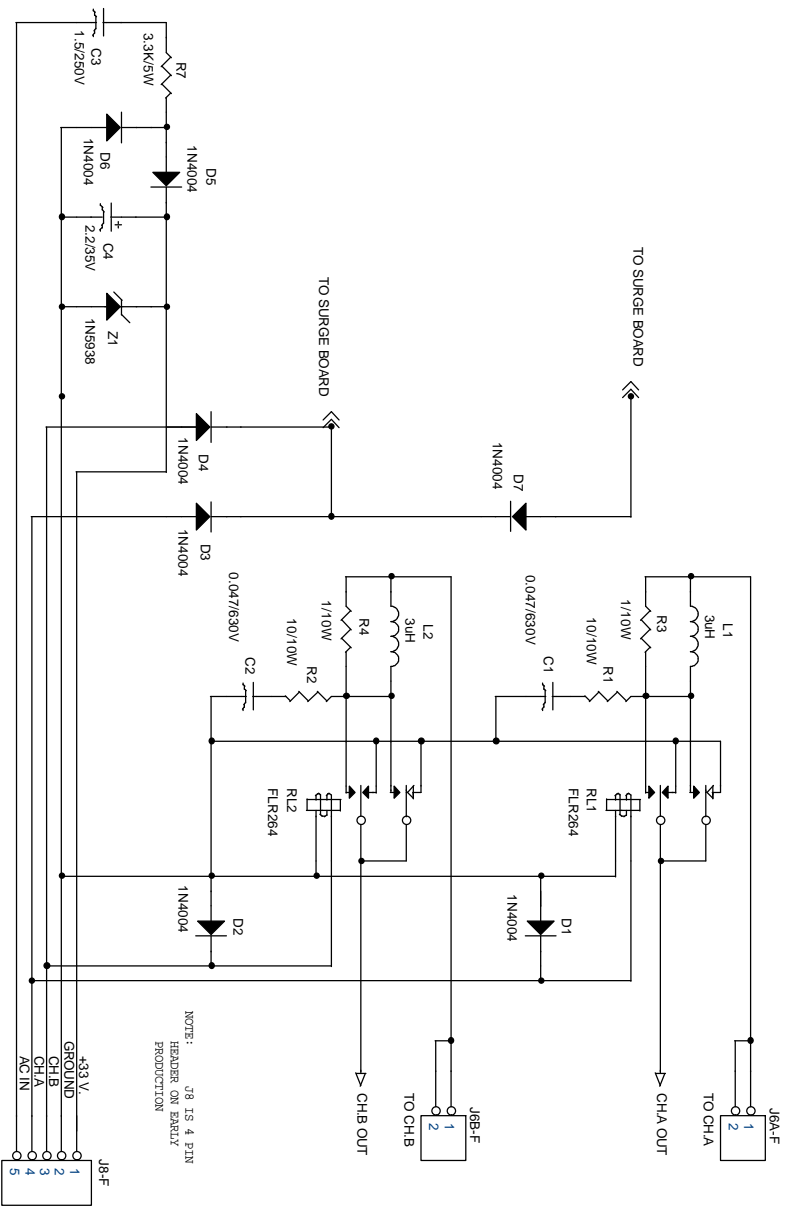 C3
1.5/250V
R7
3.3K/5W
D6
1N4004
D5
1N4004
+
C4
2.2/35V
Z1
1N5938
TO SURGE BOARD
TO SURGE BOARD
D4
1N4004
D3
1N4004
D7
1N4004
L1
3uH
R3
1/10W
R1
10/10W
C1
0.047/630V
L2
3uH
R4
1/10W
R2
10/10W
C2
0.047/630V
RL1
FLR264
RL2
FLR264
D1
1N4004
D2
1N4004
J6A-F
1
2
TO CH.A
CH.A OUT
J6B-F
1
2
TO CH.B
CH.B OUT
NOTE: J8 IS 4 PIN
HEADER ON EARLY
PRODUCTION
+33 V.
GROUND
CH.B
CH.A
AC IN
J8-F
1
2
3
4
5